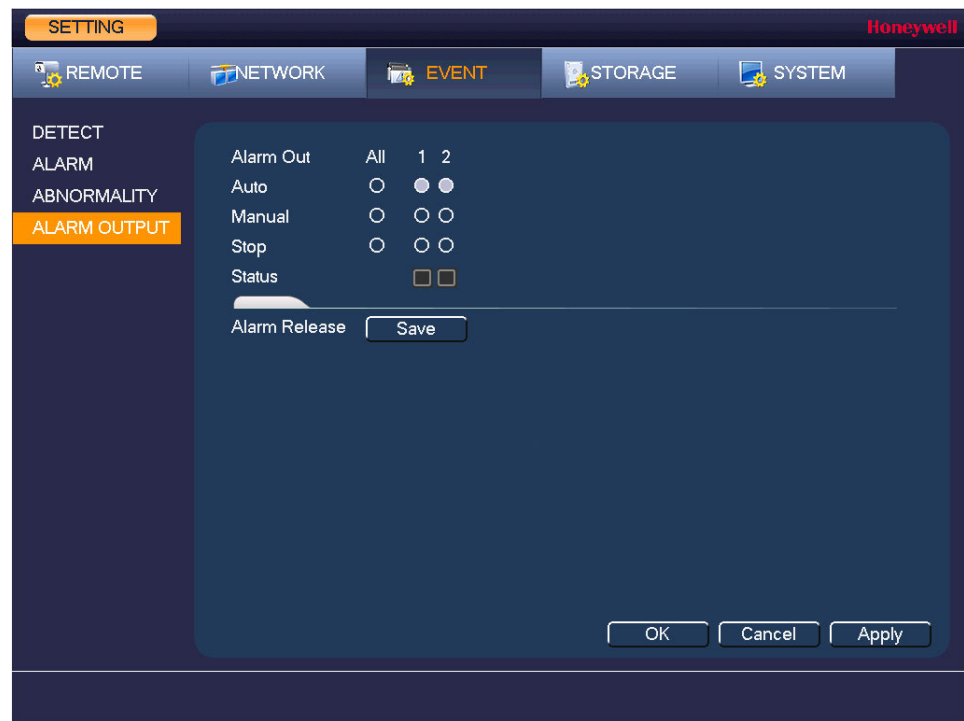 SETTING
Honeywell
REMOTE NETWORK EVENT STORAGE SYSTEM
DETECT
ALARM
ABNORMALITY
ALARM OUTPUT
Alarm Out All 1 2
Auto
Manual
Stop
Status
Alarm Release Save
OK Cancel Apply